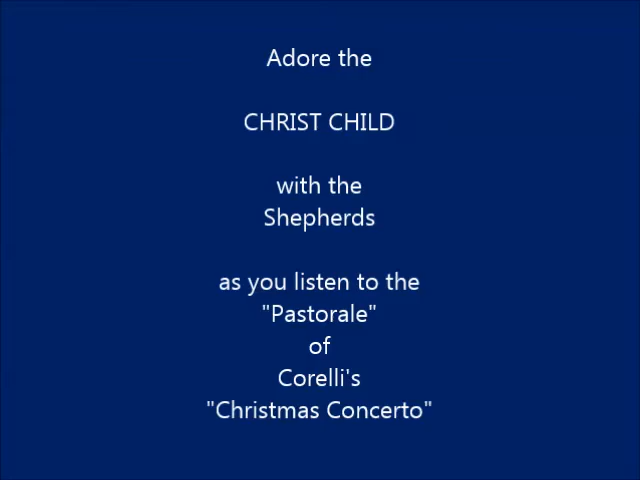 Adore the
CHRIST CHILD
with the
Shepherds
as you listen to the
"Pastorale"
of
Corelli's
"Christmas Concerto"